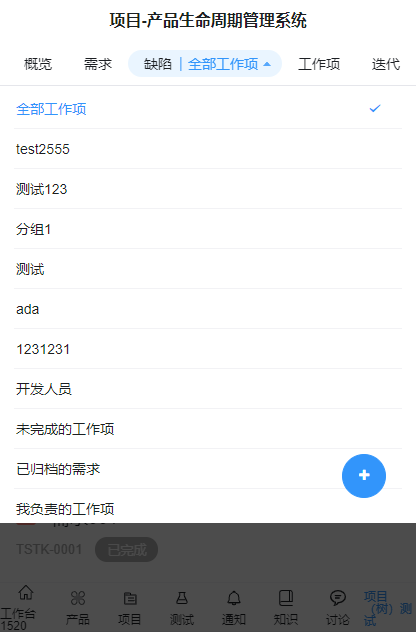 项目-产品生命周期管理系统
概览 需求 缺陷 | 全部工作项 工作项 迭代
全部工作项
test2555
测试123
分组1
测试
ada
1231231
开发人员
未完成的工作项
已归档的需求
我负责的工作项
TSTK-0001 已完成
工作台1520 产品 项目 测试 通知 知识 讨论 项目（树）测试